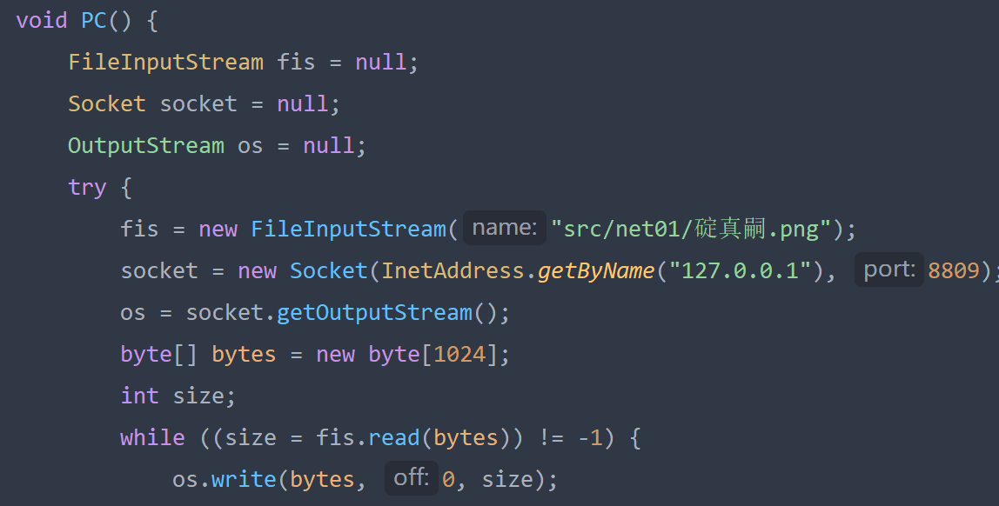 void PC() {
FileInputStream fis = null;
Socket socket = null;
OutputStream os = null;
try {
fis = new FileInputStream( name: "src/net01/碇真嗣.png");
socket = new Socket(InetAddress.getByName("127.0.0.1"), port: 8809);
os = socket.getOutputStream();
byte[] bytes = new byte[1024];
int size;
while ((size = fis.read(bytes)) != -1) {
os.write(bytes, off: 0, size);